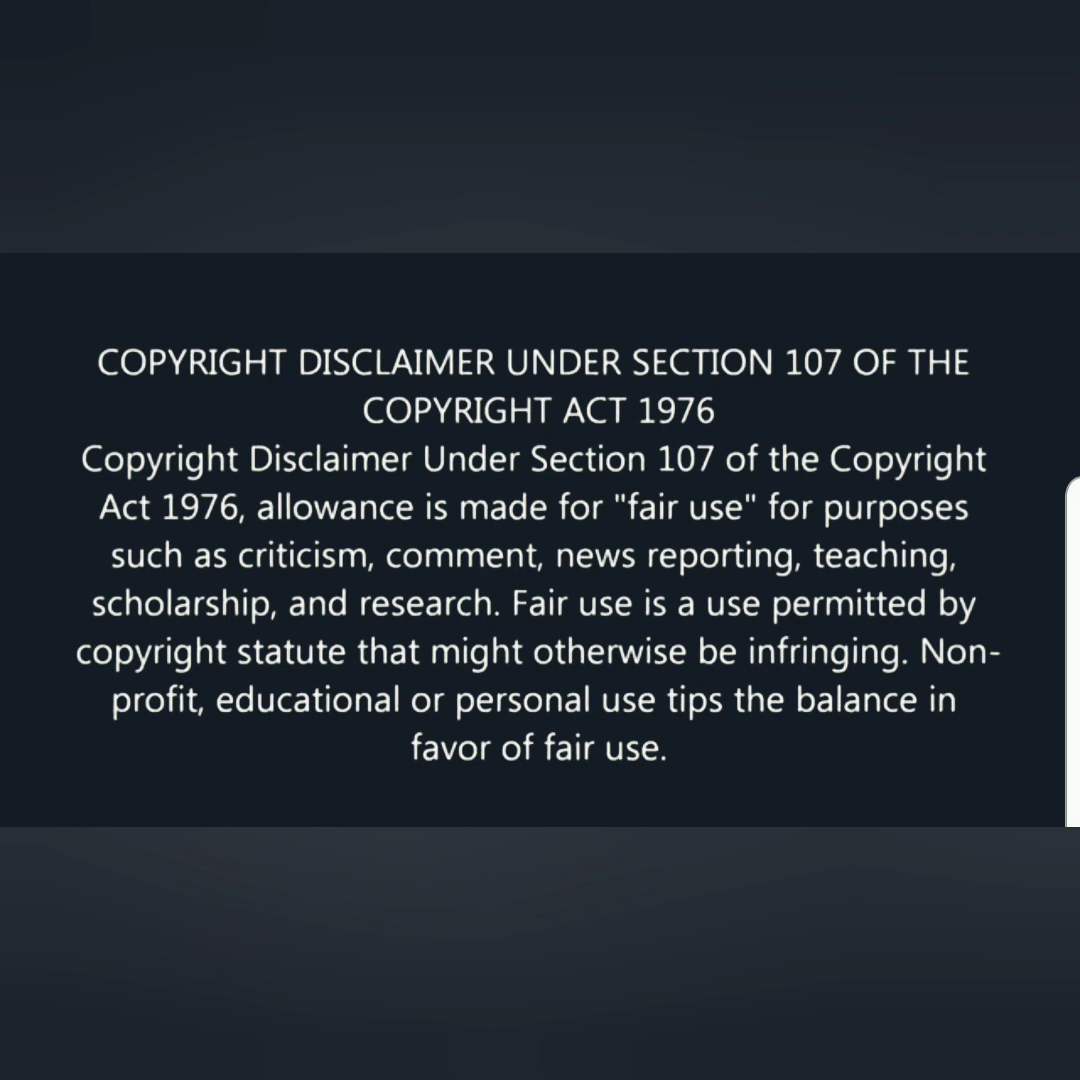 COPYRIGHT DISCLAIMER UNDER SECTION 107 OF THE
COPYRIGHT ACT 1976
Copyright Disclaimer Under Section 107 of the Copyright
Act 1976, allowance is made for "fair use" for purposes
such as criticism, comment, news reporting, teaching,
scholarship, and research. Fair use is a use permitted by
copyright statute that might otherwise be infringing. Non-
profit, educational or personal use tips the balance in
favor of fair use.